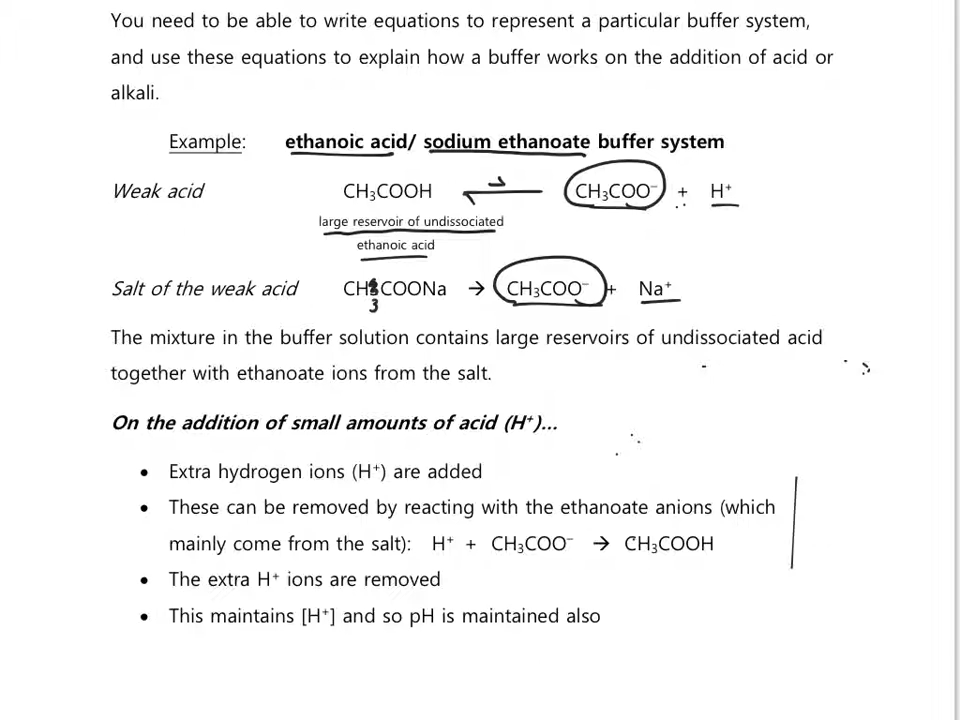 You need to be able to write equations to represent a particular buffer system,
and use these equations to explain how a buffer works on the addition of acid or
alkali.
Example: ethanoic acid/ sodium ethanoate buffer system
Weak acid CH₃COOH ⇌ CH₃COO⁻ + H⁺
large reservoir of undissociated
ethanoic acid
Salt of the weak acid CH₃COONa → CH₃COO⁻ + Na⁺
3
The mixture in the buffer solution contains large reservoirs of undissociated acid
together with ethanoate ions from the salt.
On the addition of small amounts of acid (H⁺)...
• Extra hydrogen ions (H⁺) are added
• These can be removed by reacting with the ethanoate anions (which
mainly come from the salt): H⁺ + CH₃COO⁻ → CH₃COOH
• The extra H⁺ ions are removed
• This maintains [H⁺] and so pH is maintained also